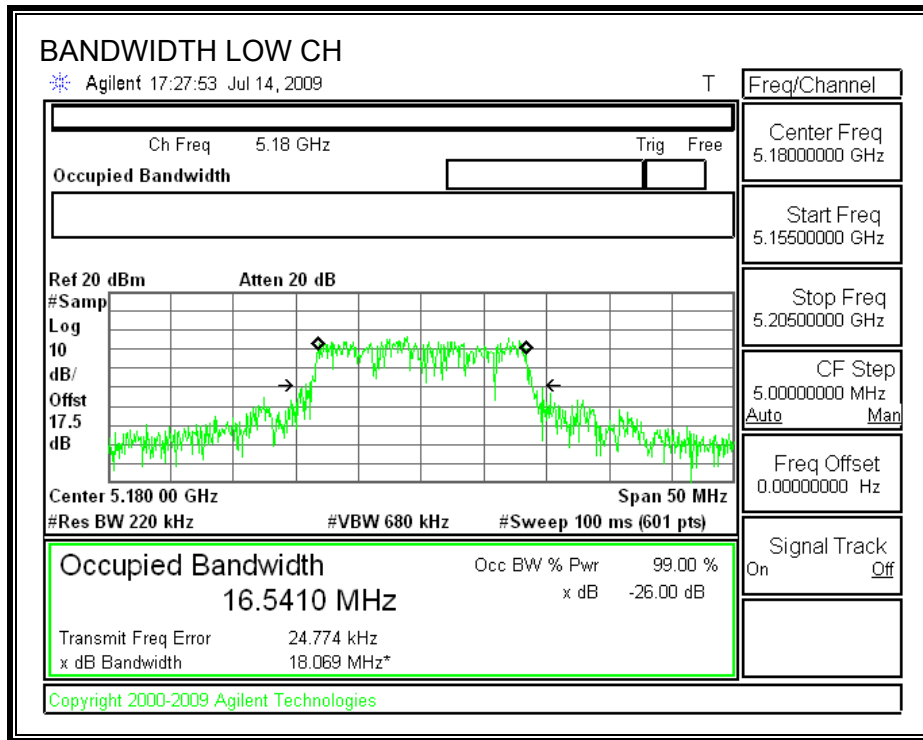 BANDWIDTH LOW CH
Agilent 17:27:53 Jul 14, 2009 T
Freq/Channel
Ch Freq 5.18 GHz Trig Free
Occupied Bandwidth
Center Freq
5.18000000 GHz
Start Freq
5.15500000 GHz
Stop Freq
5.20500000 GHz
CF Step
5.00000000 MHz
Auto Man
Freq Offset
0.00000000 Hz
Signal Track
On Off
Ref 20 dBm Atten 20 dB
#Samp
Log
10
dB/
Offst
17.5
dB
Center 5.180 00 GHz Span 50 MHz
#Res BW 220 kHz #VBW 680 kHz #Sweep 100 ms (601 pts)
Occupied Bandwidth
16.5410 MHz
Occ BW % Pwr 99.00 %
x dB -26.00 dB
Transmit Freq Error 24.774 kHz
x dB Bandwidth 18.069 MHz*
Copyright 2000-2009 Agilent Technologies